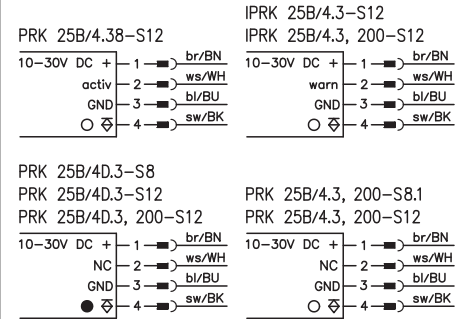 PRK 25B/4.38-S12
10-30V DC + 1 br/BN
activ 2 ws/WH
GND 3 bl/BU
4 sw/BK
IPRK 25B/4.3-S12
IPRK 25B/4.3, 200-S12
10-30V DC + 1 br/BN
warn 2 ws/WH
GND 3 bl/BU
4 sw/BK
PRK 25B/4D.3-S8
PRK 25B/4D.3-S12
PRK 25B/4D.3, 200-S12
10-30V DC + 1 br/BN
NC 2 ws/WH
GND 3 bl/BU
4 sw/BK
PRK 25B/4.3, 200-S8.1
PRK 25B/4.3, 200-S12
10-30V DC + 1 br/BN
NC 2 ws/WH
GND 3 bl/BU
4 sw/BK